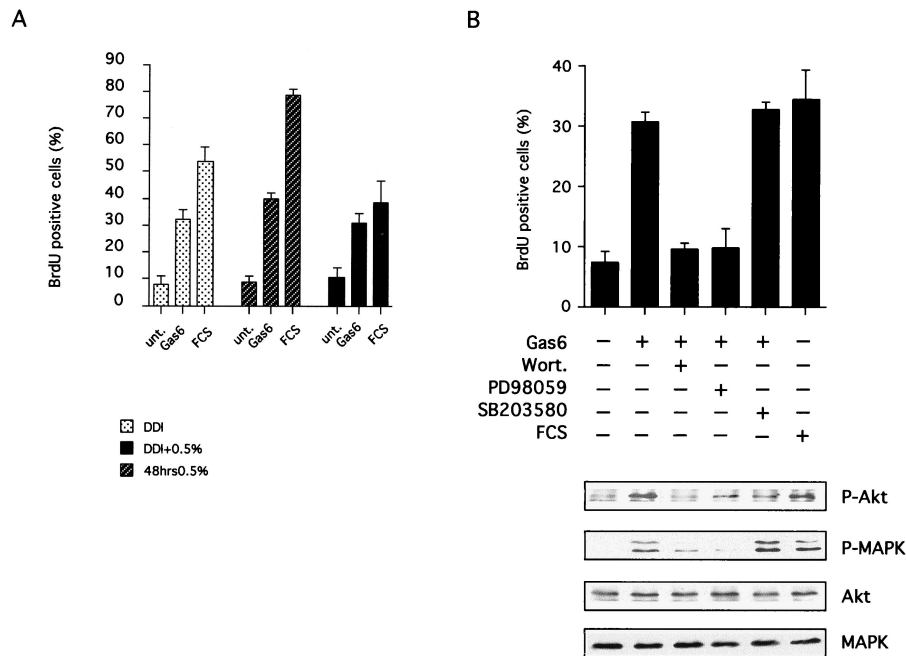 A
90
80
70
60
50
40
30
20
10
0
BrdU positive cells (%)
unt.
Gas6
FCS
unt.
Gas6
FCS
unt.
Gas6
FCS
DDI
DDI+0.5%
48hrs0.5%
B
40
30
20
10
0
BrdU positive cells (%)
Gas6 − + + + + −
Wort. − − + − − −
PD98059 − − − + − −
SB203580 − − − − + −
FCS − − − − − +
P-Akt
P-MAPK
Akt
MAPK